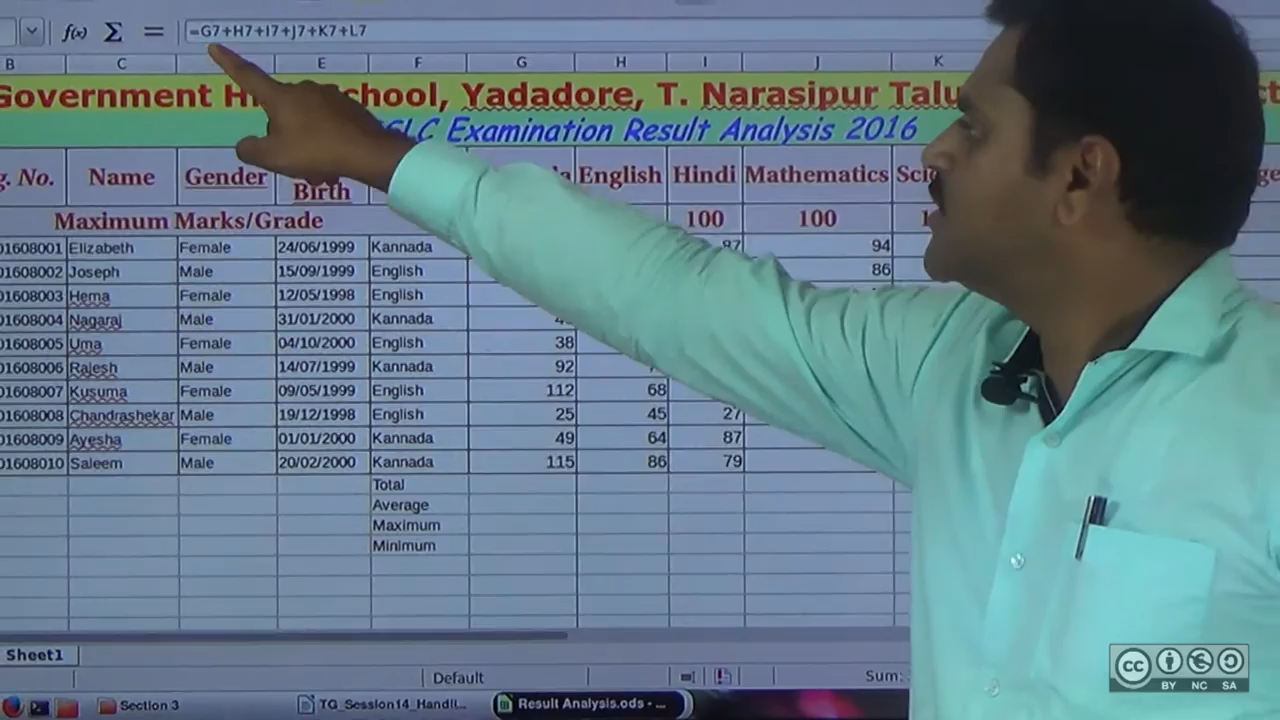 f(x) Σ = =G7+H7+I7+J7+K7+L7
B C E F G H I J K
Government chool, Yadadore, T. Narasipur
SSLC Examination Result Analysis 2016
No. Name Gender Birth English Hindi Mathematics
Maximum Marks/Grade 100 100
01608001 Elizabeth Female 24/06/1999 Kannada 87 94
01608002 Joseph Male 15/09/1999 English 86
01608003 Hema Female 12/05/1998 English
01608004 Nagaraj Male 31/01/2000 Kannada
01608005 Uma Female 04/10/2000 English 38
01608006 Rajesh Male 14/07/1999 Kannada 92
01608007 Kusuma Female 09/05/1999 English 112 68
01608008 Chandrashekar Male 19/12/1998 English 25 45 27
01608009 Ayesha Female 01/01/2000 Kannada 49 64 87
01608010 Saleem Male 20/02/2000 Kannada 115 86 79
Total
Average
Maximum
Minimum
Sheet1
Default Sum:
Section 3 TG_Session14_Handli... Result Analysis.ods - ...
cc
BY NC SA